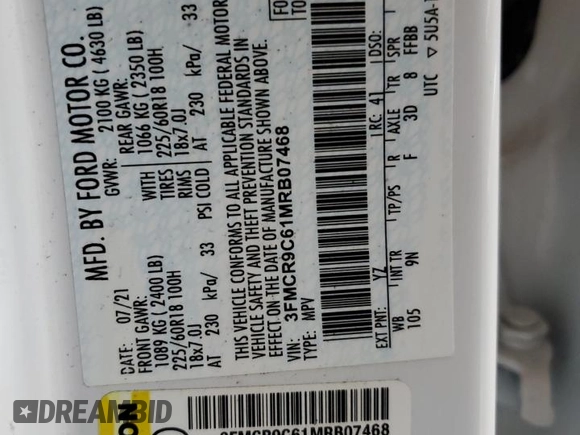 MFD. BY FORD MOTOR CO.
DATE: 07/21
GVWR: 2100 KG ( 4630 LB)
FRONT GAWR: REAR GAWR:
1089 KG ( 2400 LB) WITH 1066 KG ( 2350 LB)
225/60R18 100H TIRES 225/60R18 100H
18x7.0J RIMS 18x7.0J
AT 230 kPa/ 33 PSI COLD AT 230 kPa/ 33
THIS VEHICLE CONFORMS TO ALL APPLICABLE FEDERAL MOTOR
VEHICLE SAFETY AND THEFT PREVENTION STANDARDS IN
EFFECT ON THE DATE OF MANUFACTURE SHOWN ABOVE.
VIN: 3FMCR9C61MRB07468
TYPE: MPV
EXT PNT: YZ RC: 41 DSO:
WB INT TR TP/PS R AXLE TR SPR
105 9N F 3D 8 FFBB
UTC ▽ 5U5A-
3FMCR9C61MRB07468
DREAMBID